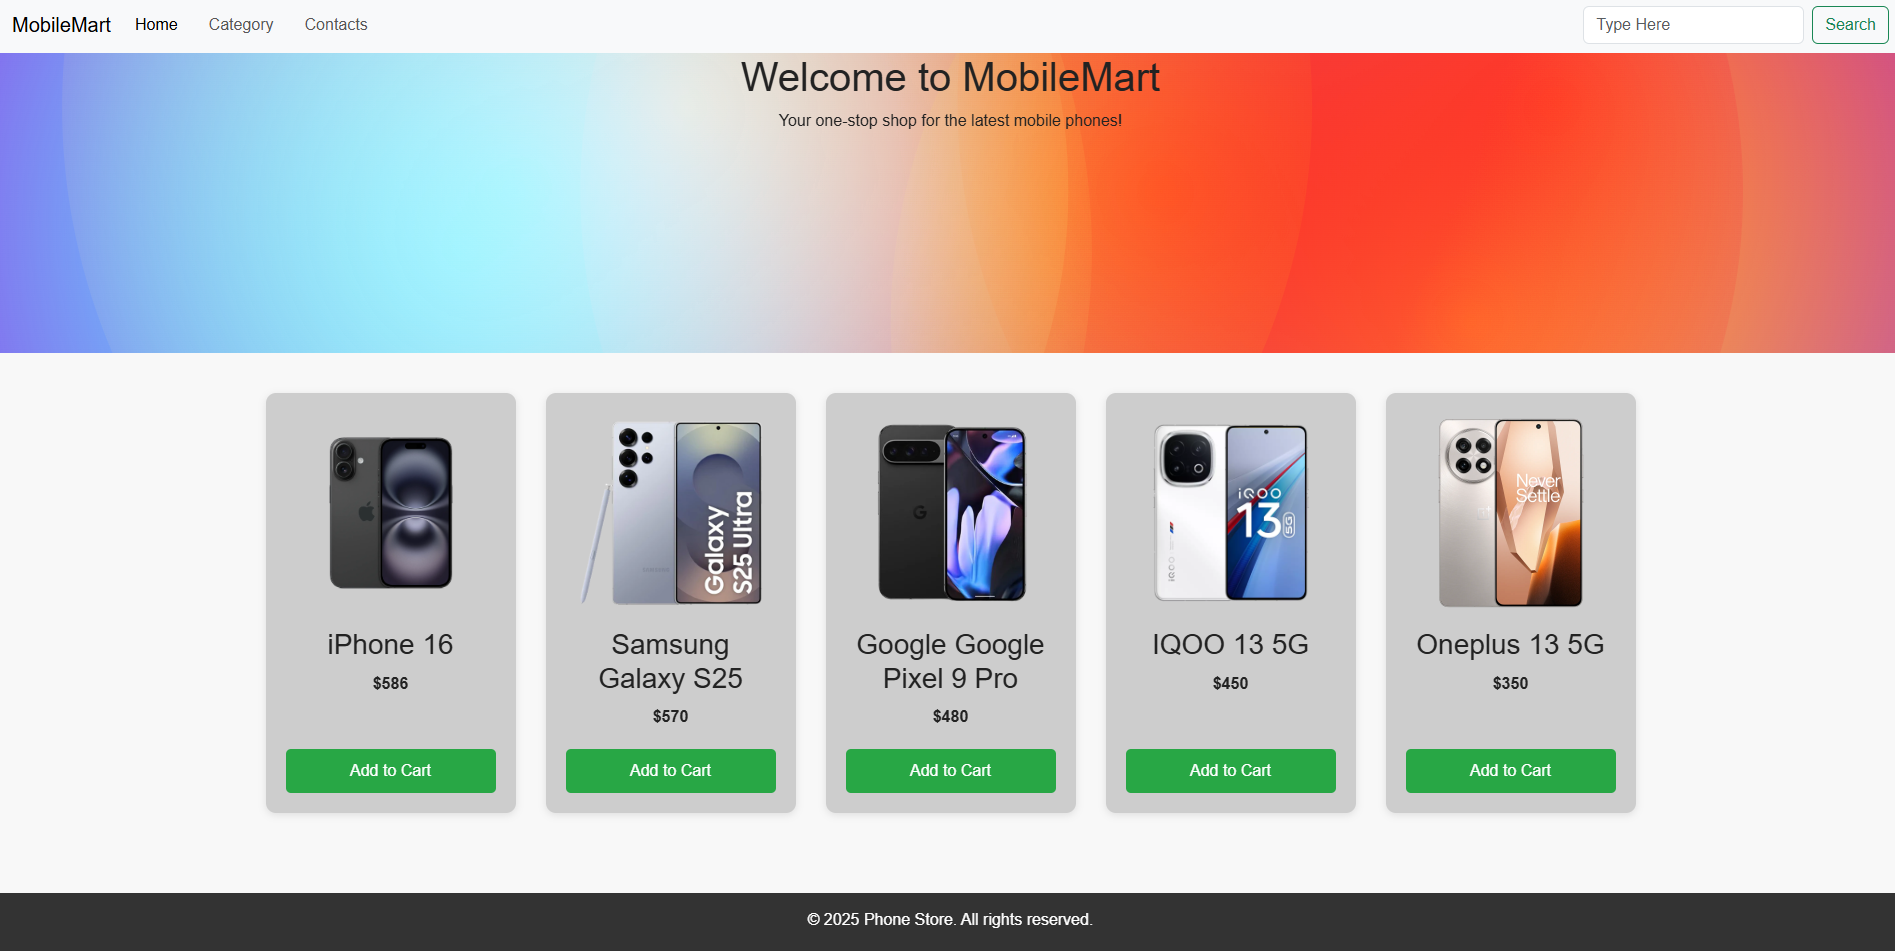 MobileMart Home Category Contacts Type Here Search
Welcome to MobileMart
Your one-stop shop for the latest mobile phones!
Galaxy
S25 Ultra
iQOO
13 5G
iQOO
Never
Settle
iPhone 16
$586
Add to Cart
Samsung
Galaxy S25
$570
Add to Cart
Google Google
Pixel 9 Pro
$480
Add to Cart
IQOO 13 5G
$450
Add to Cart
Oneplus 13 5G
$350
Add to Cart
© 2025 Phone Store. All rights reserved.